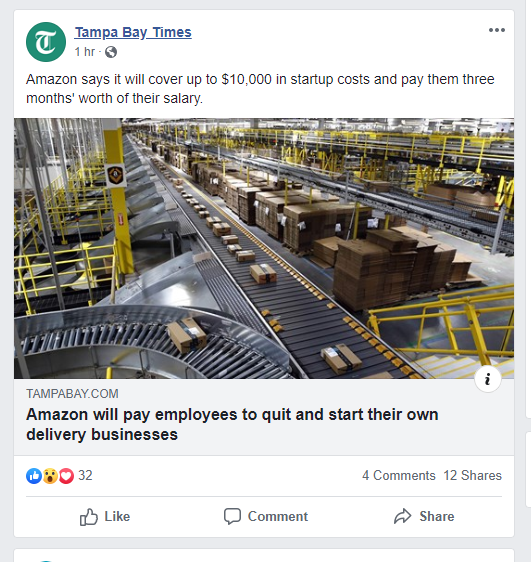 Tampa Bay Times
1 hr ·
Amazon says it will cover up to $10,000 in startup costs and pay them three
months' worth of their salary.
TAMPABAY.COM
Amazon will pay employees to quit and start their own
delivery businesses
32
4 Comments 12 Shares
Like
Comment
Share